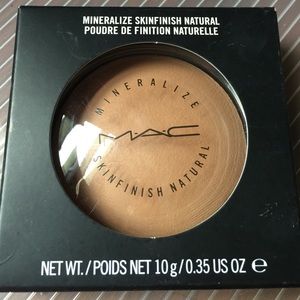 MINERALIZE SKINFINISH NATURAL
POUDRE DE FINITION NATURELLE
MINERALIZE
MAC
SKINFINISH NATURAL
NET WT./POIDS NET 10 g/0.35 US OZ e